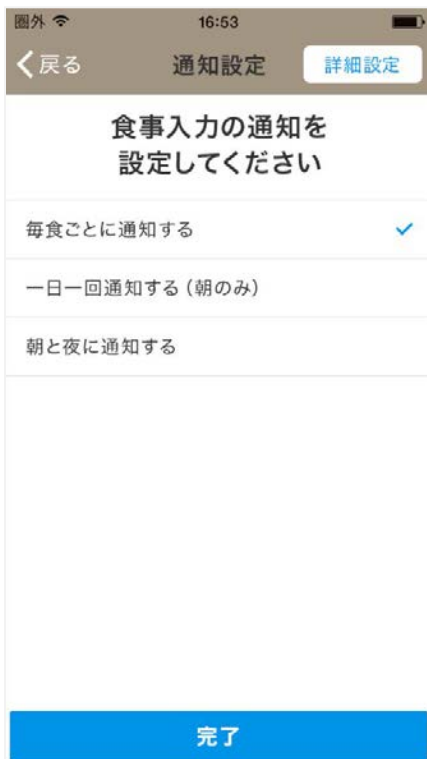 圏外 16:53
戻る 通知設定 詳細設定
食事入力の通知を
設定してください
毎食ごとに通知する
一日一回通知する（朝のみ）
朝と夜に通知する
完了